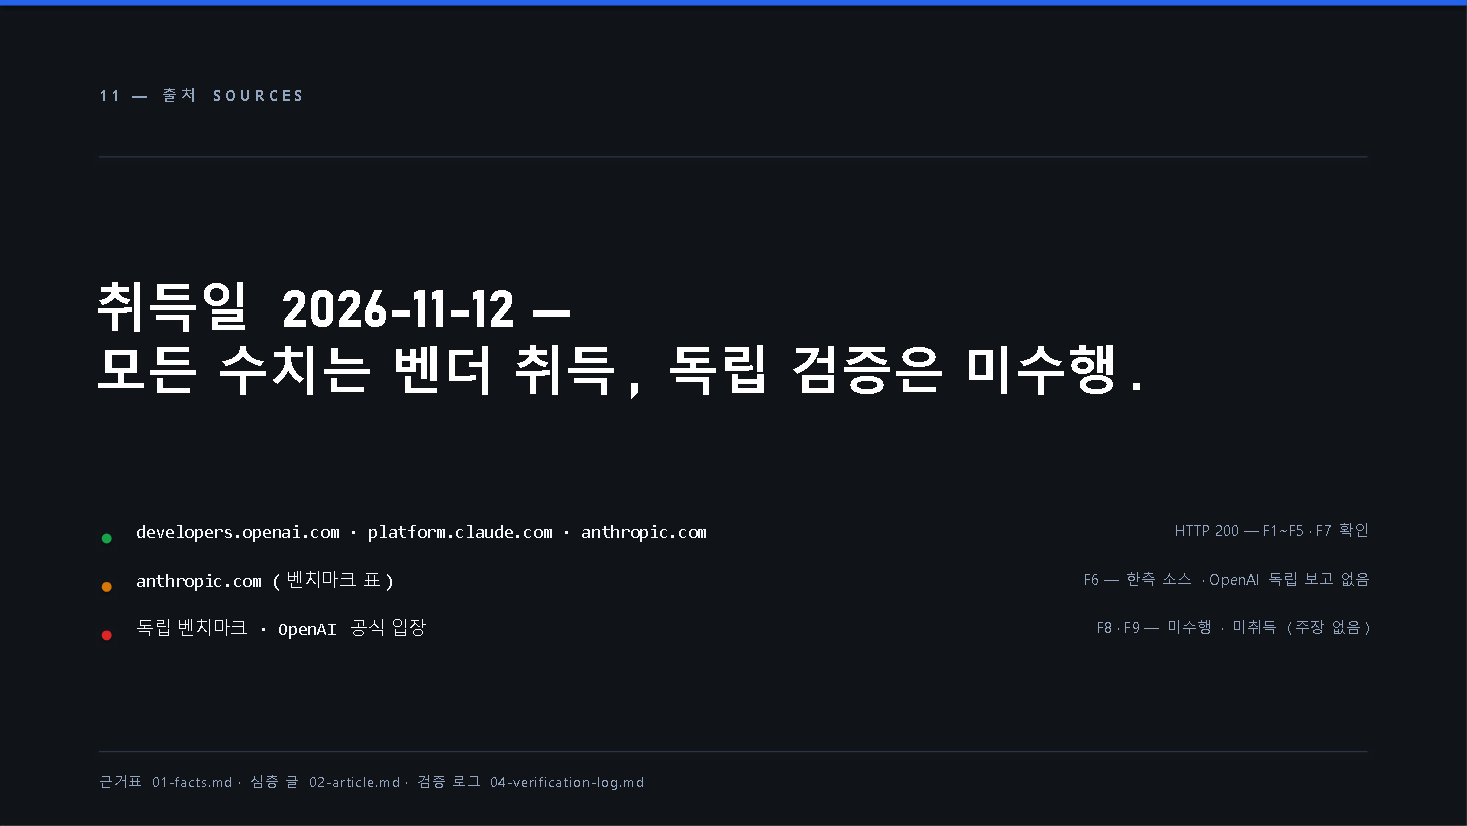 11 — 출처 SOURCES
취득일 2026-11-12 —
모든 수치는 벤더 취득, 독립 검증은 미수행.
developers.openai.com · platform.claude.com · anthropic.com
HTTP 200 — F1~F5 · F7 확인
anthropic.com (벤치마크 표)
F6 — 한측 소스 · OpenAI 독립 보고 없음
독립 벤치마크 · OpenAI 공식 입장
F8 · F9 — 미수행 · 미취득 (주장 없음)
근거표 01-facts.md · 심층 글 02-article.md · 검증 로그 04-verification-log.md